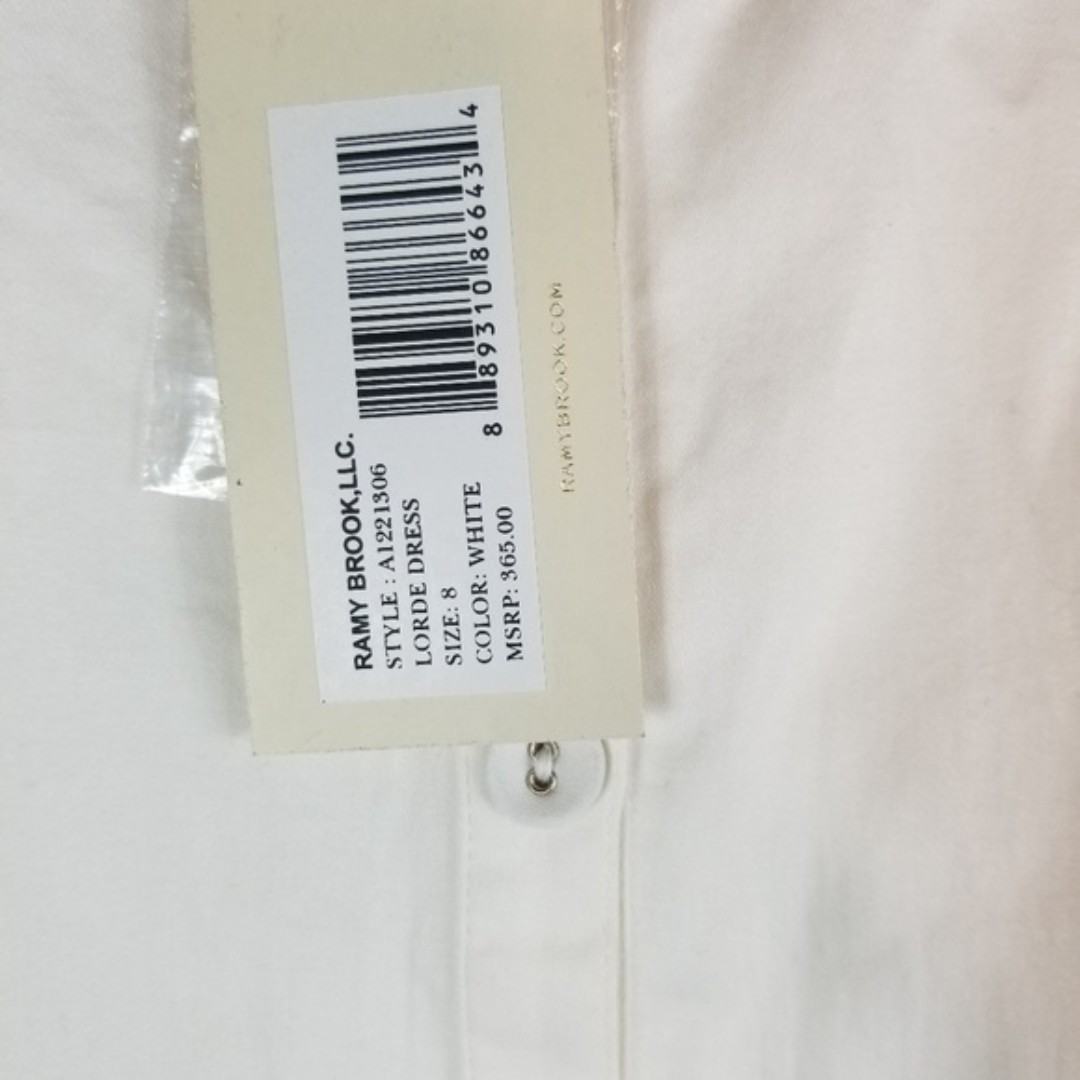 RAMY BROOK,LLC.
STYLE : A1221306
LORDE DRESS
SIZE: 8
COLOR: WHITE
MSRP: 365.00
8 89310 86643 4
RAMYBROOK.COM